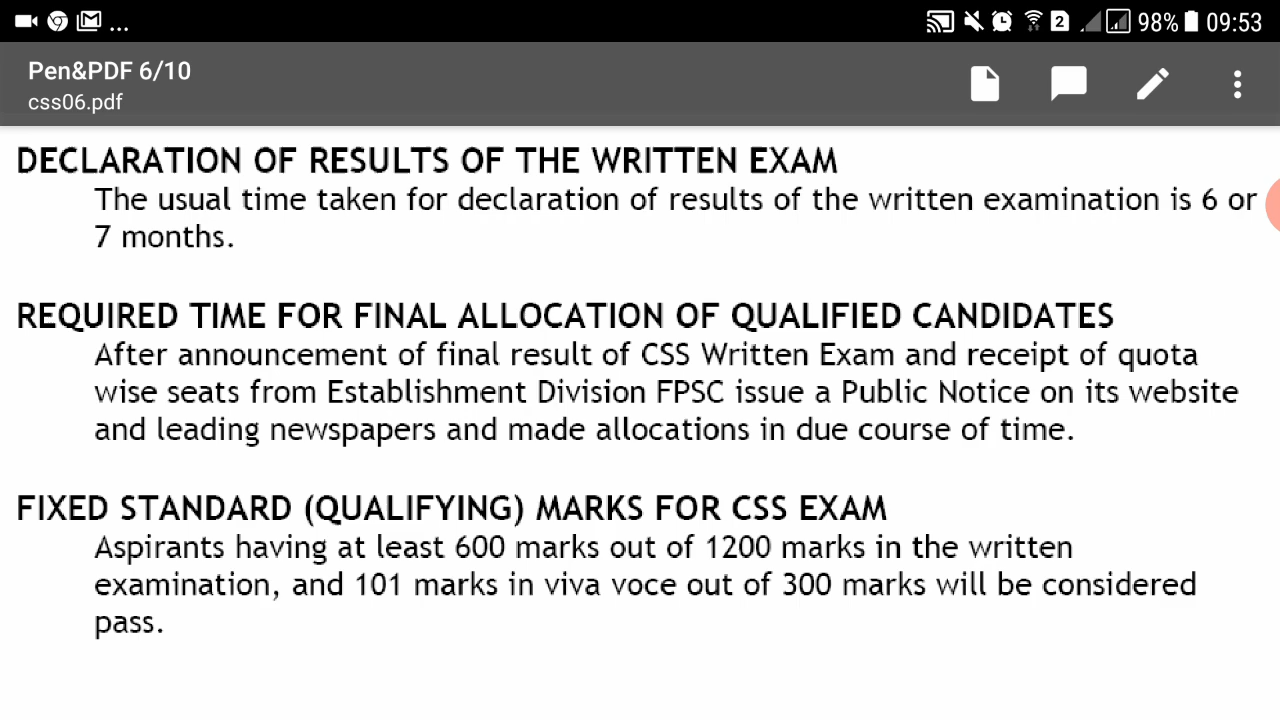 ... 2 98% 09:53
Pen&PDF 6/10
css06.pdf
DECLARATION OF RESULTS OF THE WRITTEN EXAM
The usual time taken for declaration of results of the written examination is 6 or
7 months.
REQUIRED TIME FOR FINAL ALLOCATION OF QUALIFIED CANDIDATES
After announcement of final result of CSS Written Exam and receipt of quota
wise seats from Establishment Division FPSC issue a Public Notice on its website
and leading newspapers and made allocations in due course of time.
FIXED STANDARD (QUALIFYING) MARKS FOR CSS EXAM
Aspirants having at least 600 marks out of 1200 marks in the written
examination, and 101 marks in viva voce out of 300 marks will be considered
pass.